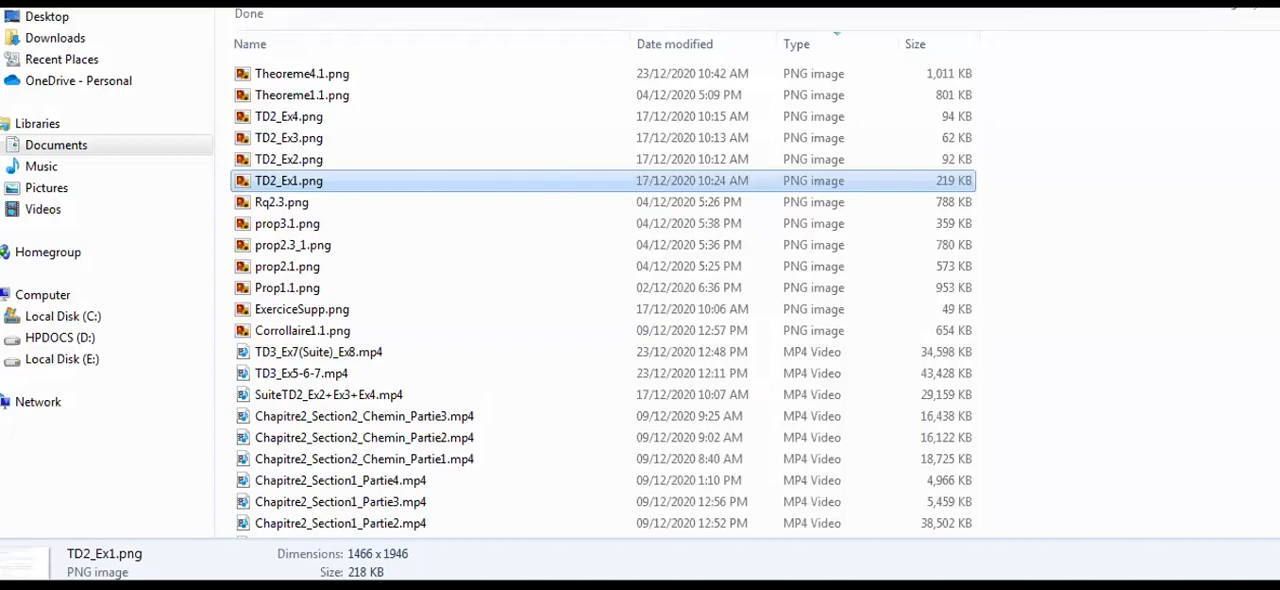 Desktop
Downloads
Recent Places
OneDrive - Personal
Libraries
Documents
Music
Pictures
Videos
Homegroup
Computer
Local Disk (C:)
HPDOCS (D:)
Local Disk (E:)
Network
Done
Name Date modified Type Size
Theoreme4.1.png 23/12/2020 10:42 AM PNG image 1,011 KB
Theoreme1.1.png 04/12/2020 5:09 PM PNG image 801 KB
TD2_Ex4.png 17/12/2020 10:15 AM PNG image 94 KB
TD2_Ex3.png 17/12/2020 10:13 AM PNG image 62 KB
TD2_Ex2.png 17/12/2020 10:12 AM PNG image 92 KB
TD2_Ex1.png 17/12/2020 10:24 AM PNG image 219 KB
Rq2.3.png 04/12/2020 5:26 PM PNG image 788 KB
prop3.1.png 04/12/2020 5:38 PM PNG image 359 KB
prop2.3_1.png 04/12/2020 5:36 PM PNG image 780 KB
prop2.1.png 04/12/2020 5:25 PM PNG image 573 KB
Prop1.1.png 02/12/2020 6:36 PM PNG image 953 KB
ExerciceSupp.png 17/12/2020 10:06 AM PNG image 49 KB
Corrollaire1.1.png 09/12/2020 12:57 PM PNG image 654 KB
TD3_Ex7(Suite)_Ex8.mp4 23/12/2020 12:48 PM MP4 Video 34,598 KB
TD3_Ex5-6-7.mp4 23/12/2020 12:11 PM MP4 Video 43,428 KB
SuiteTD2_Ex2+Ex3+Ex4.mp4 17/12/2020 10:07 AM MP4 Video 29,159 KB
Chapitre2_Section2_Chemin_Partie3.mp4 09/12/2020 9:25 AM MP4 Video 16,438 KB
Chapitre2_Section2_Chemin_Partie2.mp4 09/12/2020 9:02 AM MP4 Video 16,122 KB
Chapitre2_Section2_Chemin_Partie1.mp4 09/12/2020 8:40 AM MP4 Video 18,725 KB
Chapitre2_Section1_Partie4.mp4 09/12/2020 1:10 PM MP4 Video 4,966 KB
Chapitre2_Section1_Partie3.mp4 09/12/2020 12:56 PM MP4 Video 5,459 KB
Chapitre2_Section1_Partie2.mp4 09/12/2020 12:52 PM MP4 Video 38,502 KB
TD2_Ex1.png Dimensions: 1466 x 1946
PNG image Size: 218 KB